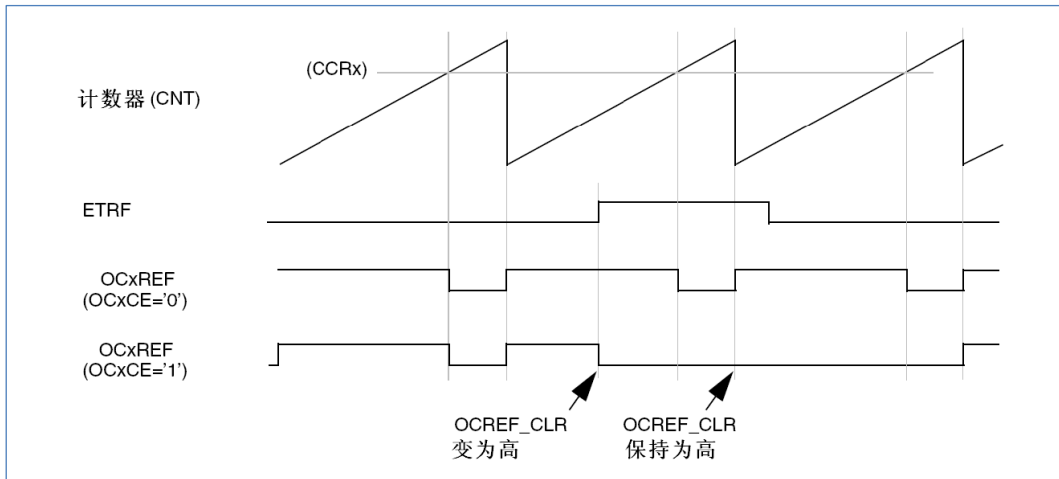 (CCRx)
计数器 (CNT)
ETRF
OCxREF
(OCxCE='0')
OCxREF
(OCxCE='1')
OCREF_CLR
变为高
OCREF_CLR
保持为高